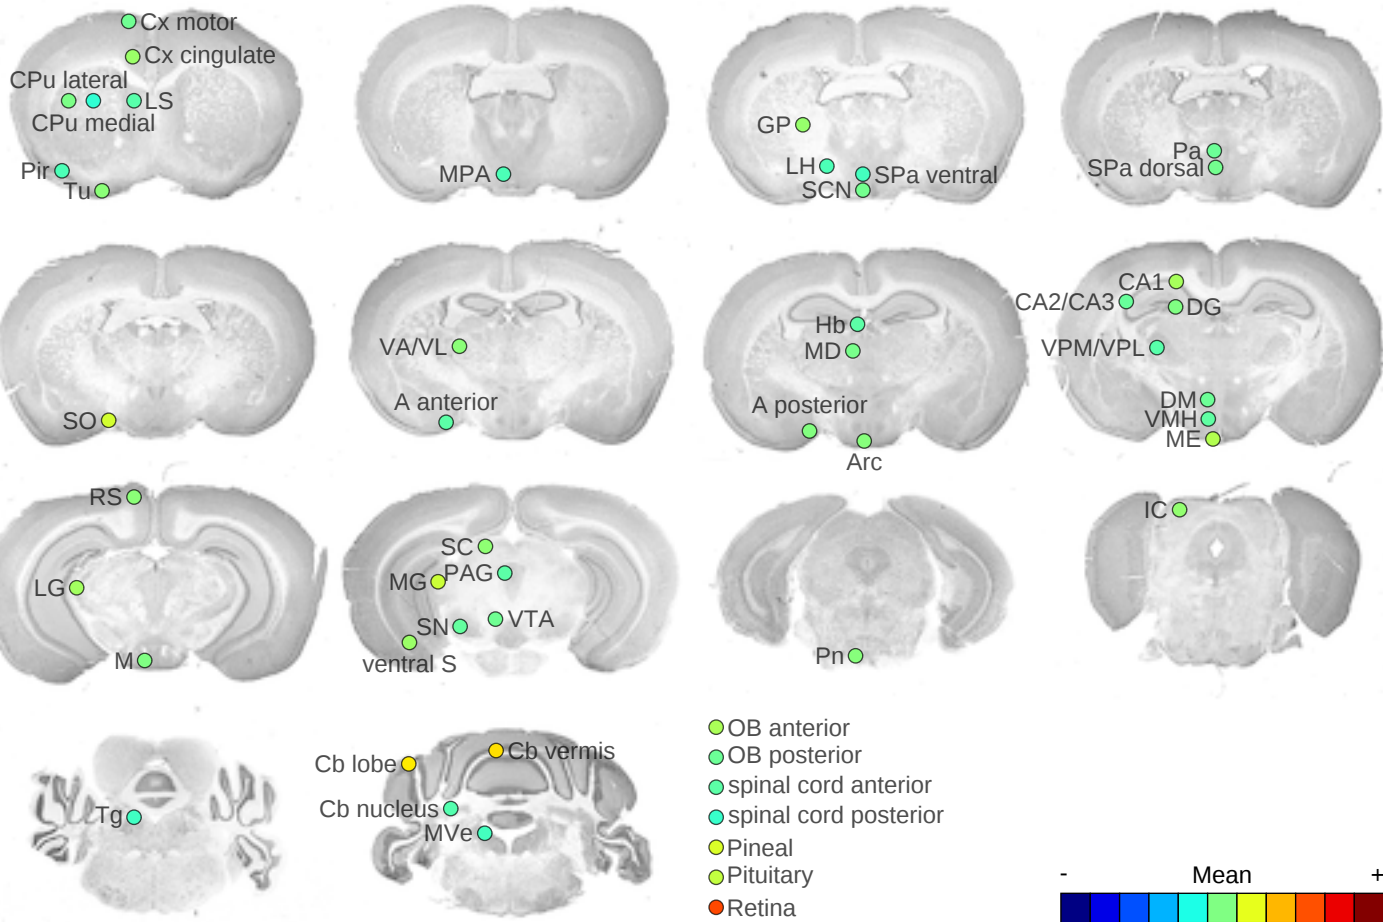 Cx motor
Cx cingulate
CPu lateral
LS
CPu medial
Pir
Tu
MPA
GP
LH
SPa ventral
SCN
Pa
SPa dorsal
SO
VA/VL
A anterior
Hb
MD
A posterior
Arc
CA1
CA2/CA3
DG
VPM/VPL
DM
VMH
ME
RS
LG
M
SC
MG
PAG
SN
VTA
ventral S
Pn
IC
Tg
Cb lobe
Cb vermis
Cb nucleus
MVe
OB anterior
OB posterior
spinal cord anterior
spinal cord posterior
Pineal
Pituitary
Retina
- Mean +